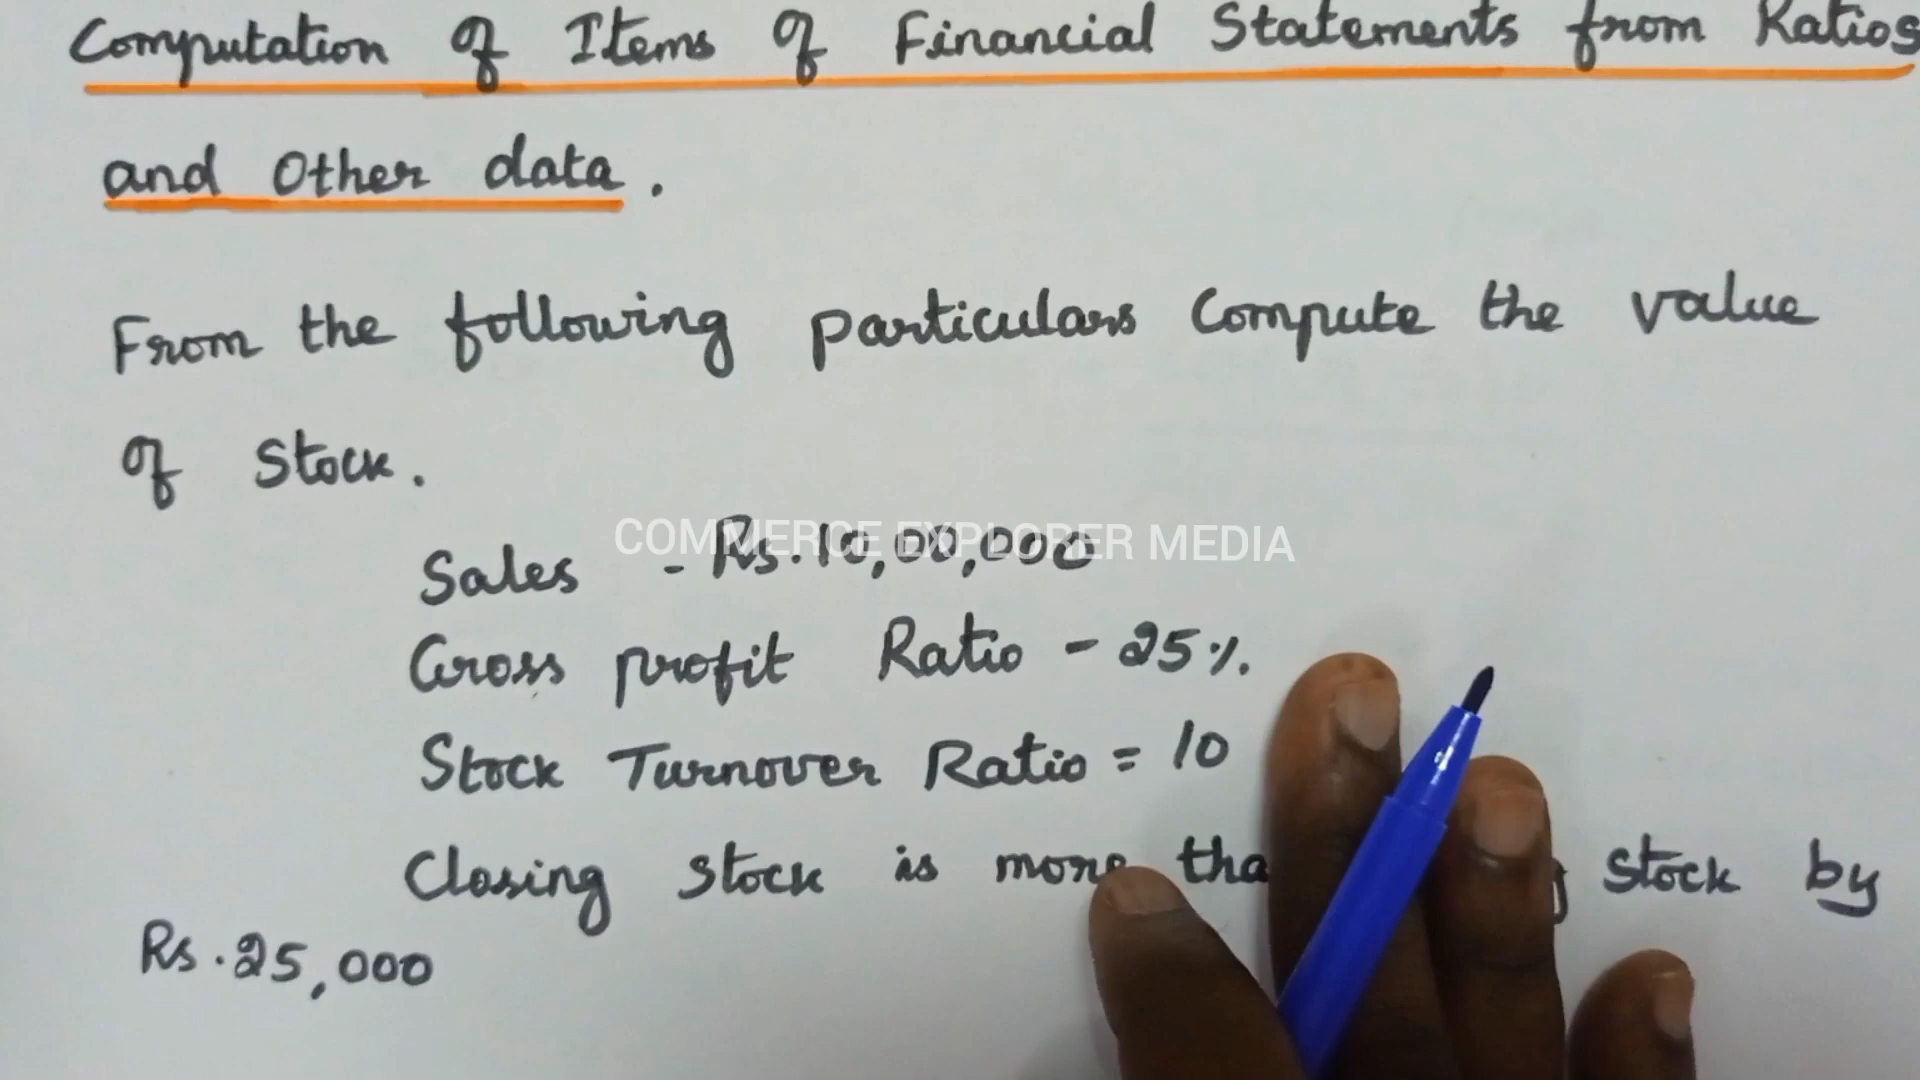 Computation of Items of Financial Statements from Ratios
and Other data.
From the following particulars Compute the value
of Stock.
COMMERCE EXPLORER MEDIA
Sales - Rs.10,00,000
Gross profit Ratio - 25%.
Stock Turnover Ratio = 10
Closing Stock is more stock by
Rs.25,000